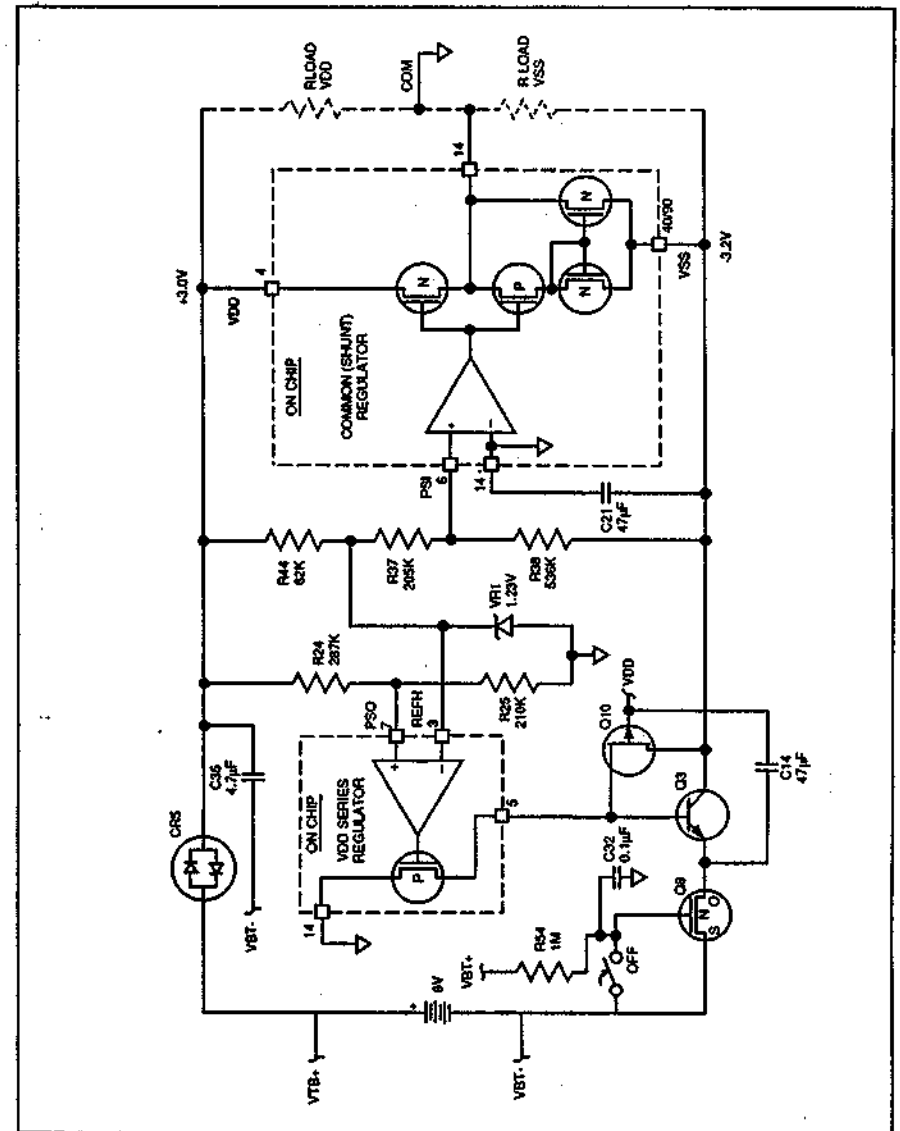 RLOAD
VDD
COM
R LOAD
VSS
14
+3.0V
VDD
4
ON CHIP
COMMON (SHUNT)
REGULATOR
N
P
N
N
40/90
VSS
-3.2V
PSI
6
14
C21
47µF
R44
62K
R37
205K
R38
536K
VR1
1.23V
R24
287K
PSO
7
REFH
3
R25
210K
Q10
VDD
C35
4.7µF
ON CHIP
VDD SERIES
REGULATOR
P
5
Q3
C14
47µF
CR5
VBT-
14
C32
0.1µF
R54
1M
VBT+
OFF
N
S
6V
+
VTB+
VBT-